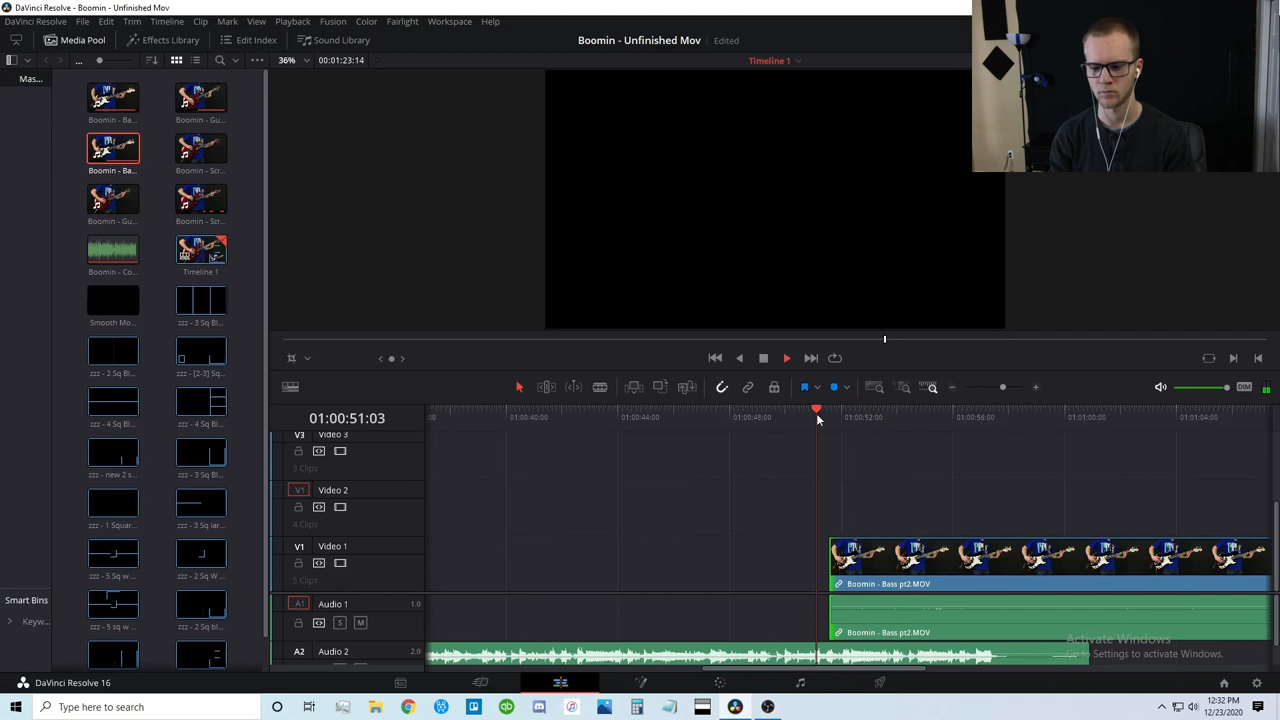 DaVinci Resolve - Boomin - Unfinished Mov
DaVinci Resolve File Edit Trim Timeline Clip Mark View Playback Fusion Color Fairlight Workspace Help
Media Pool Effects Library Edit Index Sound Library
Boomin - Unfinished Mov Edited
... 36% 00:01:23:14 Timeline 1
Mas...
Boomin - Ba... Boomin - Gu...
Boomin - Ba... Boomin - Scr...
Boomin - Gu... Boomin - Scr...
Boomin - Co... Timeline 1
Smooth Mo... zzz - 3 Sq Bl...
zzz - 2 Sq Bl... zzz - [2-3] Sq...
zzz - 4 Sq Bl... zzz - 4 Sq Bl...
zzz - new 2 s... zzz - 3 Sq Bl...
zzz - 1 Squar... zzz - 3 Sq lar...
zzz - 5 Sq w ... zzz - 2 Sq W ...
zzz - 5 sq w ... zzz - 2 Sq bl...
Smart Bins
Keyw...
DIM
01:00:51:03
01:00:40:00 01:00:44:00 01:00:48:00 01:00:52:00 01:00:56:00 01:01:00:00 01:01:04:00
V3 Video 3
3 Clips
V1 Video 2
4 Clips
V1 Video 1
5 Clips
Boomin - Bass pt2.MOV
A1 Audio 1 1.0
S M
Boomin - Bass pt2.MOV
A2 Audio 2 2.0
Activate Windows
Go to Settings to activate Windows.
DaVinci Resolve 16
Type here to search
12:32 PM
12/23/2020